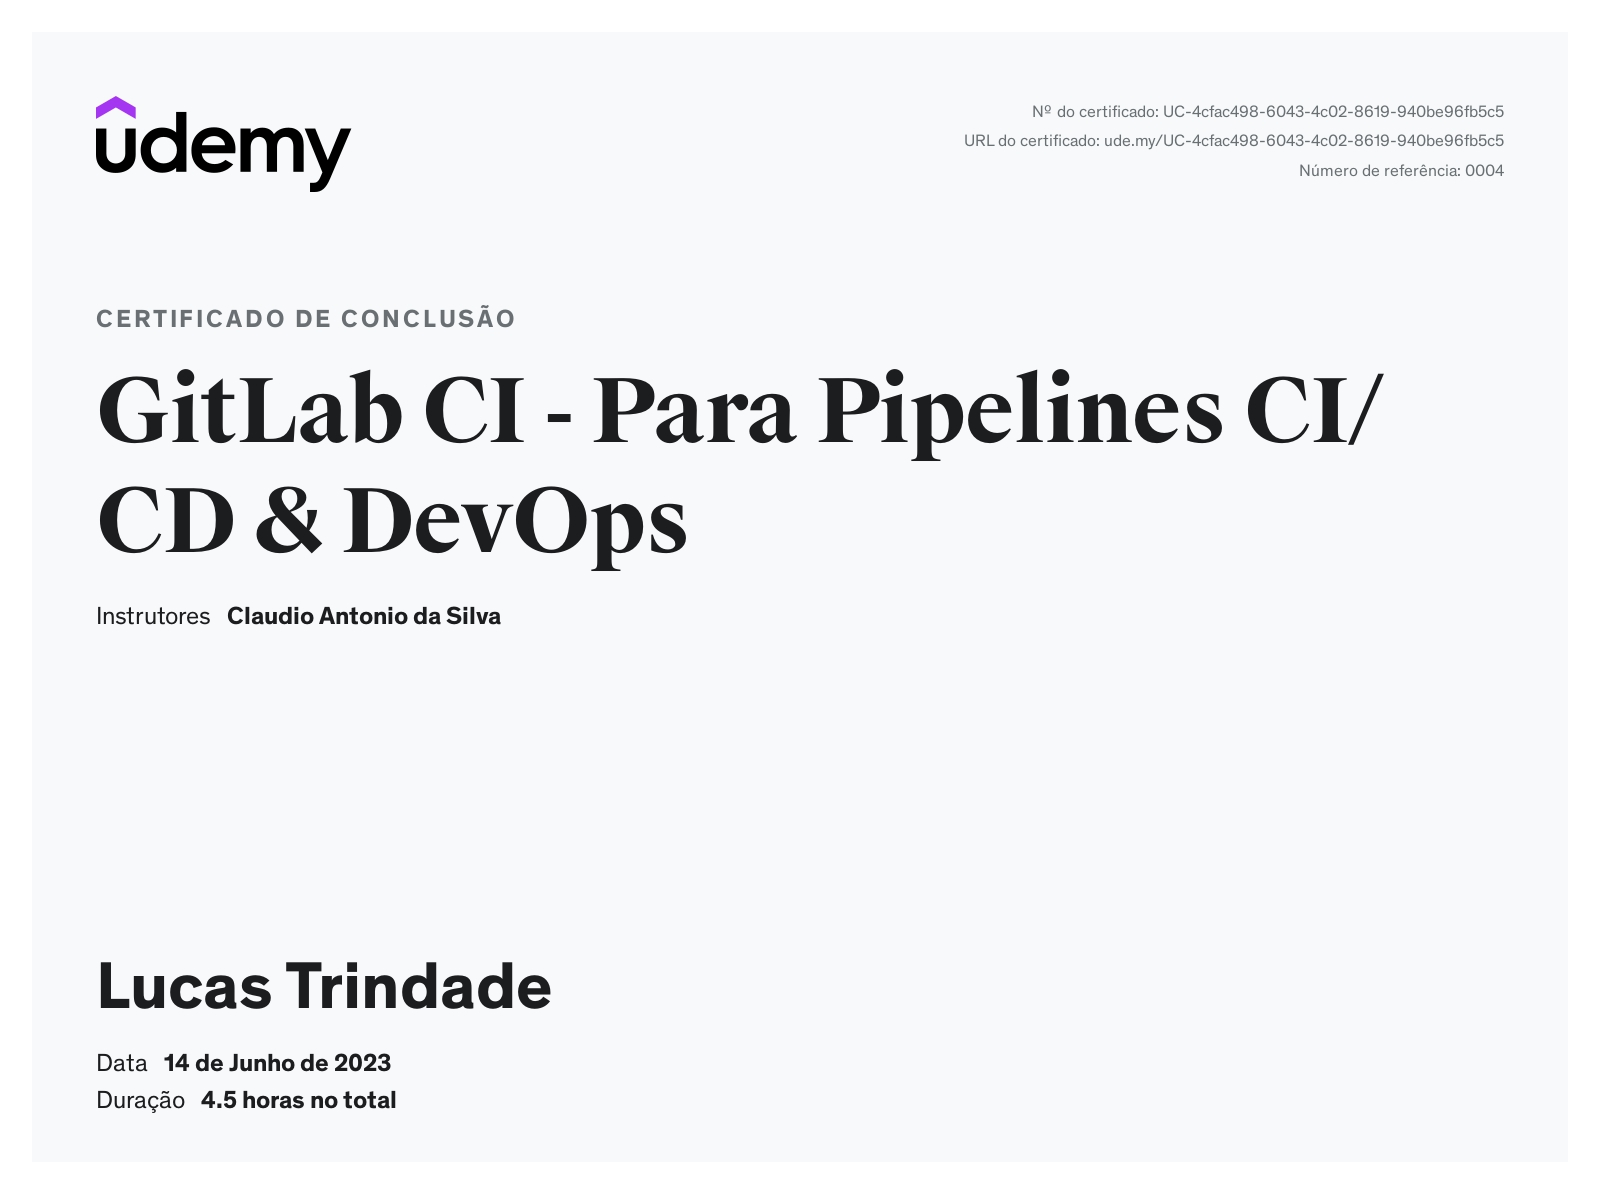 udemy
Nº do certificado: UC-4cfac498-6043-4c02-8619-940be96fb5c5
URL do certificado: ude.my/UC-4cfac498-6043-4c02-8619-940be96fb5c5
Número de referência: 0004
CERTIFICADO DE CONCLUSÃO
GitLab CI - Para Pipelines CI/
CD & DevOps
Instrutores Claudio Antonio da Silva
Lucas Trindade
Data 14 de Junho de 2023
Duração 4.5 horas no total